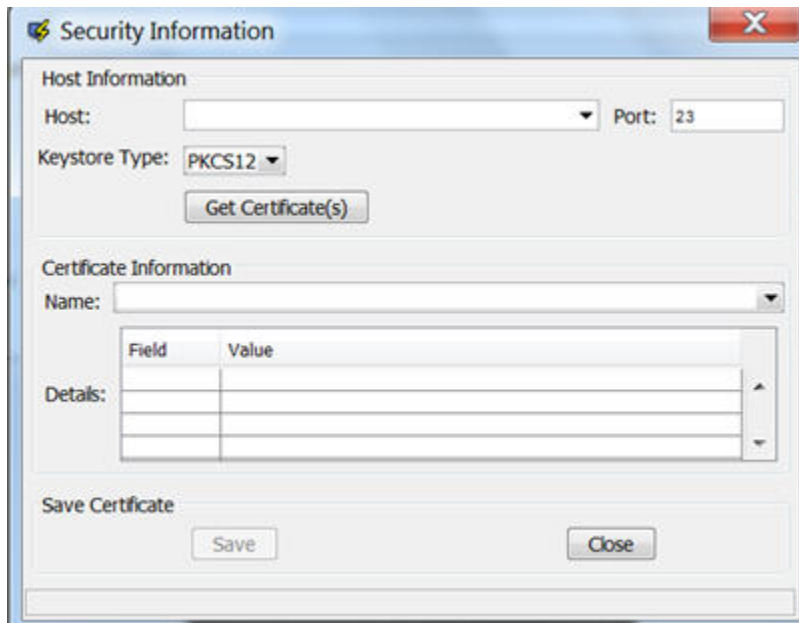 Security Information
Host Information
Host: Port: 23
Keystore Type: PKCS12
Get Certificate(s)
Certificate Information
Name:
Field Value
Details:
Save Certificate
Save Close